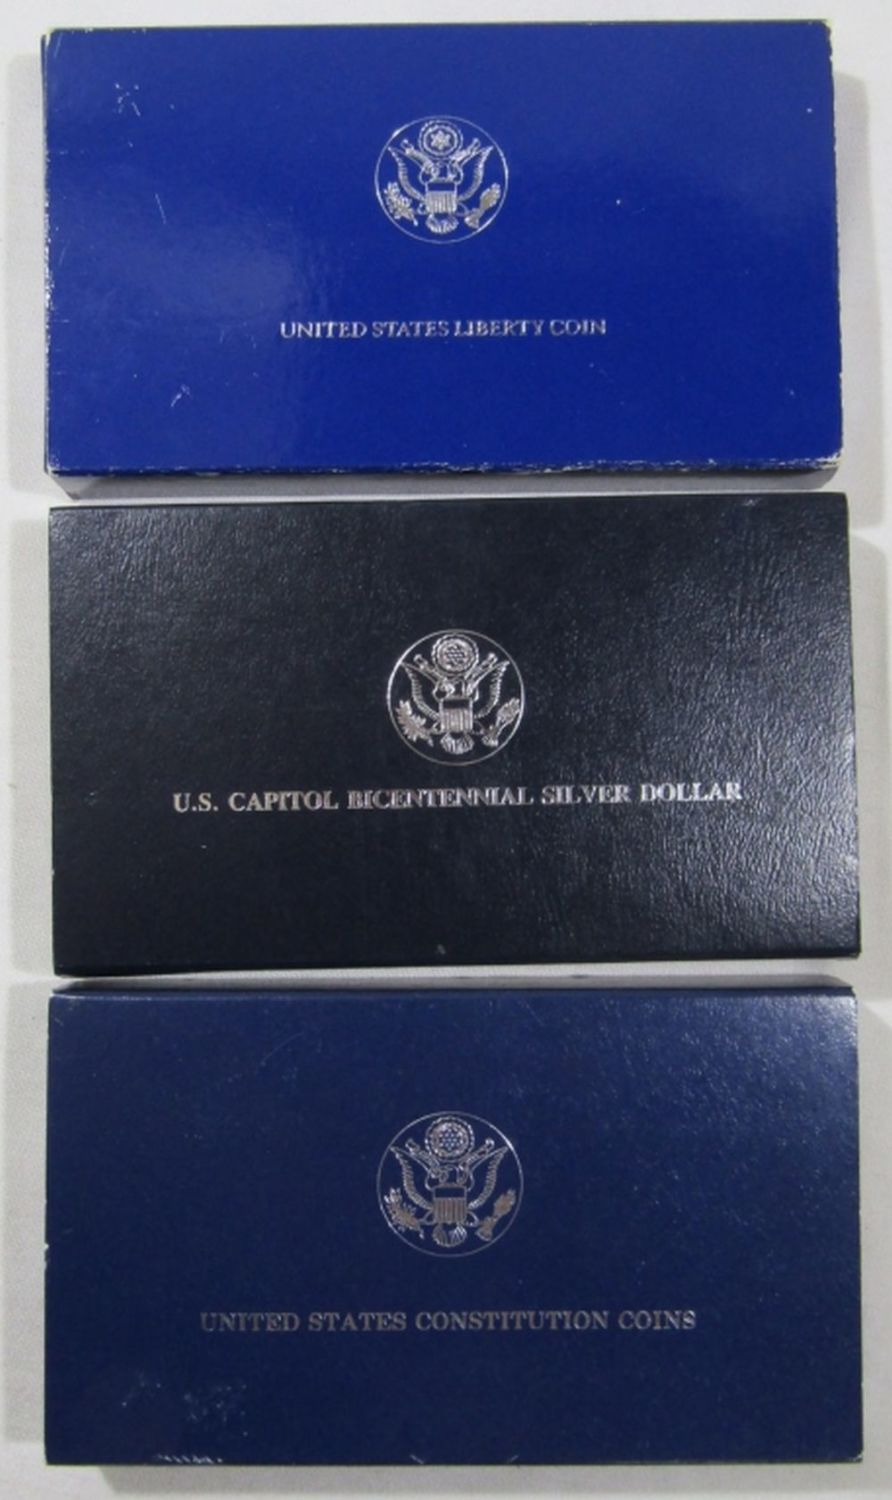 UNITED STATES LIBERTY COIN
U.S. CAPITOL BICENTENNIAL SILVER DOLLAR
UNITED STATES CONSTITUTION COINS